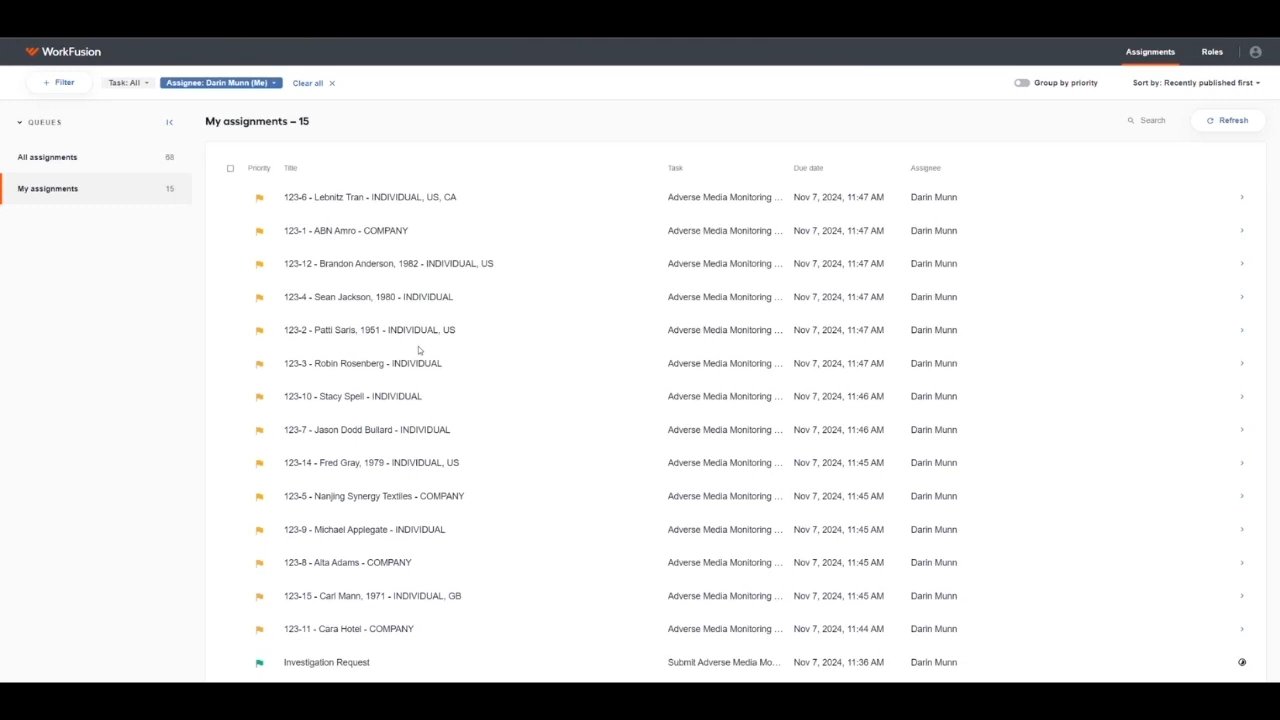 WorkFusion Assignments Roles
+ Filter Task: All Assignee: Darin Munn (Me) Clear all × Group by priority Sort by: Recently published first
QUEUES My assignments – 15 Search Refresh
All assignments 68
My assignments 15
Priority Title Task Due date Assignee
123-6 - Lebnitz Tran - INDIVIDUAL, US, CA Adverse Media Monitoring ... Nov 7, 2024, 11:47 AM Darin Munn
123-1 - ABN Amro - COMPANY Adverse Media Monitoring ... Nov 7, 2024, 11:47 AM Darin Munn
123-12 - Brandon Anderson, 1982 - INDIVIDUAL, US Adverse Media Monitoring ... Nov 7, 2024, 11:47 AM Darin Munn
123-4 - Sean Jackson, 1980 - INDIVIDUAL Adverse Media Monitoring ... Nov 7, 2024, 11:47 AM Darin Munn
123-2 - Patti Saris, 1951 - INDIVIDUAL, US Adverse Media Monitoring ... Nov 7, 2024, 11:47 AM Darin Munn
123-3 - Robin Rosenberg - INDIVIDUAL Adverse Media Monitoring ... Nov 7, 2024, 11:47 AM Darin Munn
123-10 - Stacy Spell - INDIVIDUAL Adverse Media Monitoring ... Nov 7, 2024, 11:46 AM Darin Munn
123-7 - Jason Dodd Bullard - INDIVIDUAL Adverse Media Monitoring ... Nov 7, 2024, 11:46 AM Darin Munn
123-14 - Fred Gray, 1979 - INDIVIDUAL, US Adverse Media Monitoring ... Nov 7, 2024, 11:45 AM Darin Munn
123-5 - Nanjing Synergy Textiles - COMPANY Adverse Media Monitoring ... Nov 7, 2024, 11:45 AM Darin Munn
123-9 - Michael Applegate - INDIVIDUAL Adverse Media Monitoring ... Nov 7, 2024, 11:45 AM Darin Munn
123-8 - Alta Adams - COMPANY Adverse Media Monitoring ... Nov 7, 2024, 11:45 AM Darin Munn
123-15 - Carl Mann, 1971 - INDIVIDUAL, GB Adverse Media Monitoring ... Nov 7, 2024, 11:45 AM Darin Munn
123-11 - Cara Hotel - COMPANY Adverse Media Monitoring ... Nov 7, 2024, 11:44 AM Darin Munn
Investigation Request Submit Adverse Media Mo... Nov 7, 2024, 11:36 AM Darin Munn